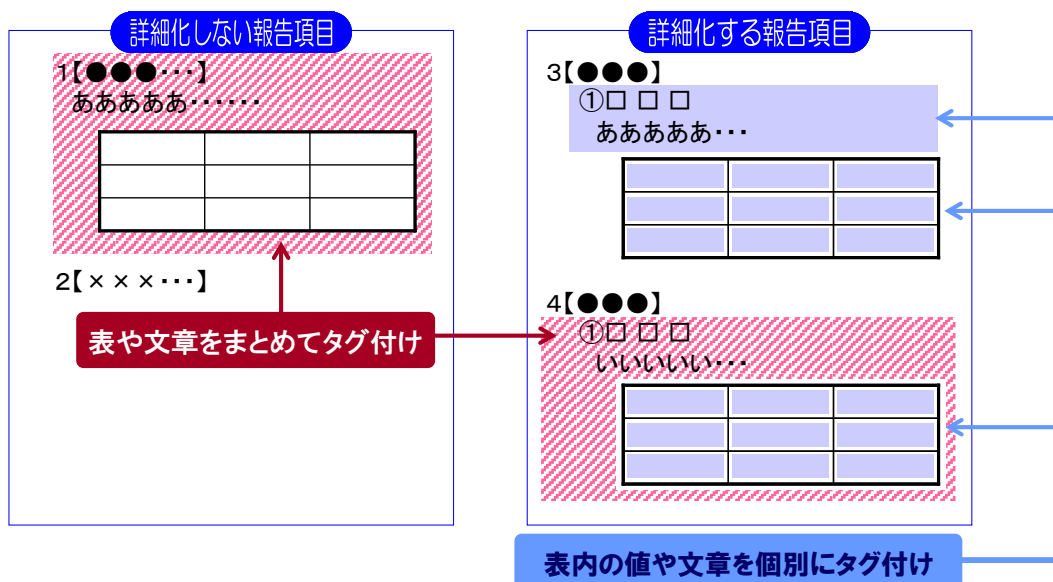 詳細化しない報告項目
1【●●●･･･】
あああああ･･････
2【×××･･･】
表や文章をまとめてタグ付け
詳細化する報告項目
3【●●●】
①□ □ □
あああああ･･･
4【●●●】
①□ □ □
いいいいい･･･
表内の値や文章を個別にタグ付け